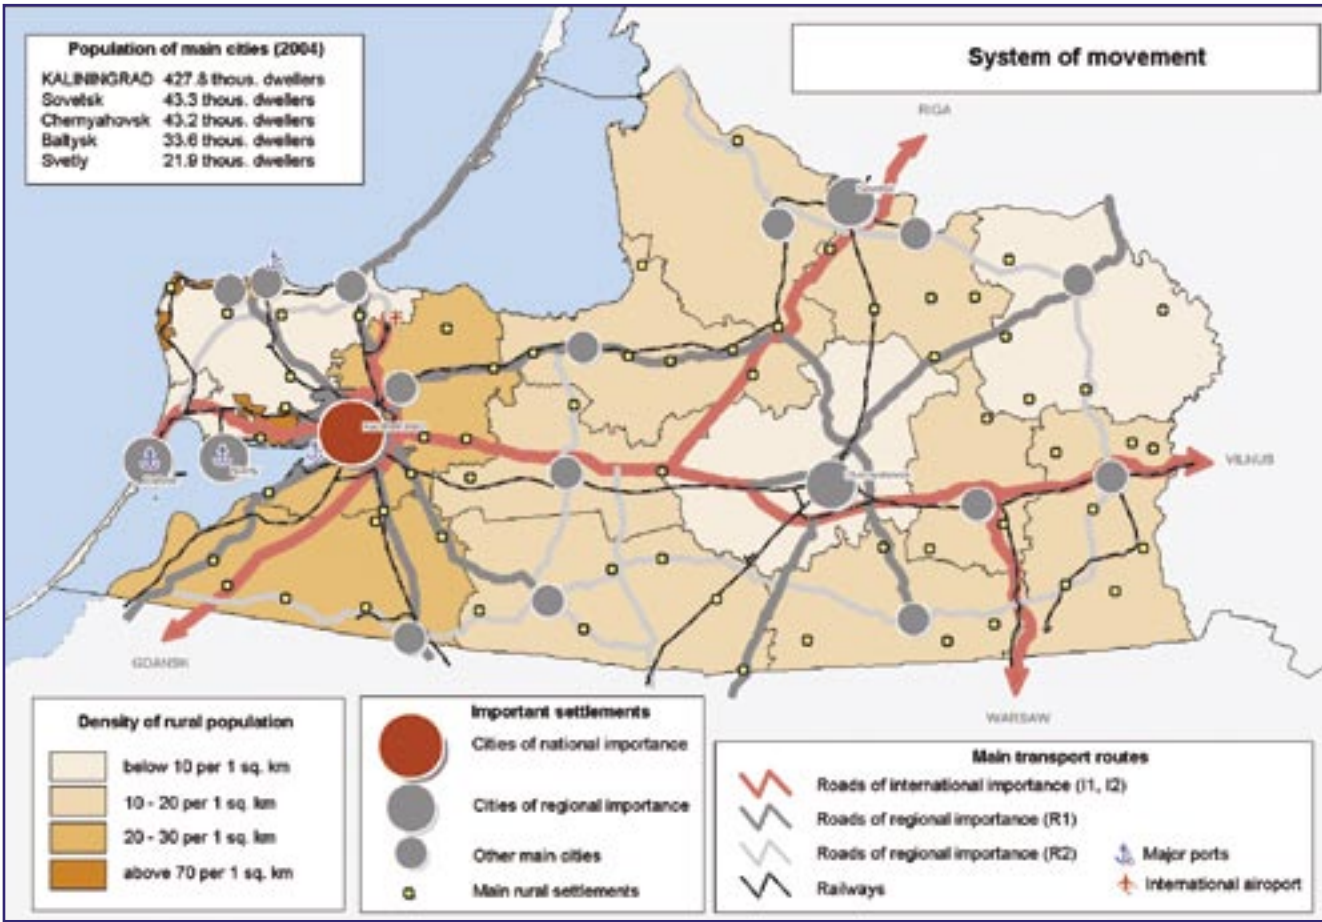 Population of main cities (2004)
KALININGRAD 427.8 thous. dwellers
Sovetsk 43.3 thous. dwellers
Chernyahovsk 43.2 thous. dwellers
Baltysk 33.6 thous. dwellers
Svetly 21.9 thous. dwellers
System of movement
RIGA
VILNUS
GDANSK
WARSAW
Density of rural population
below 10 per 1 sq. km
10 - 20 per 1 sq. km
20 - 30 per 1 sq. km
above 70 per 1 sq. km
Important settlements
Cities of national importance
Cities of regional importance
Other main cities
Main rural settlements
Main transport routes
Roads of international importance (I1, I2)
Roads of regional importance (R1)
Roads of regional importance (R2)
Railways
Major ports
International airoport